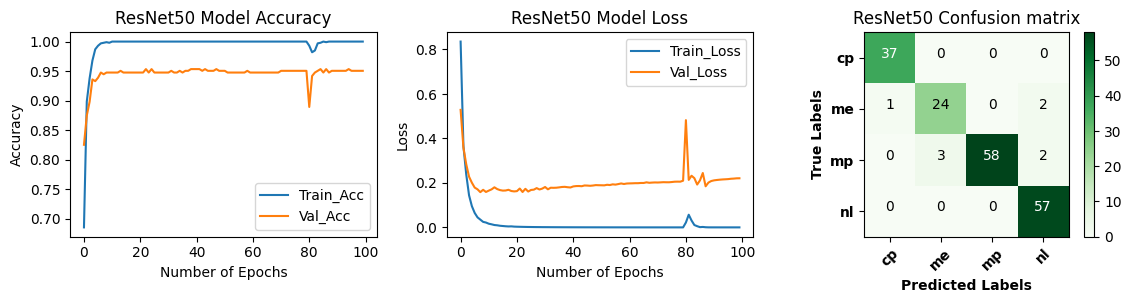 ResNet50 Model Accuracy
Accuracy
1.00
0.95
0.90
0.85
0.80
0.75
0.70
Train_Acc
Val_Acc
0 20 40 60 80 100
Number of Epochs
ResNet50 Model Loss
Loss
0.8
0.6
0.4
0.2
0.0
Train_Loss
Val_Loss
0 20 40 60 80 100
Number of Epochs
ResNet50 Confusion matrix
True Labels
cp 37 0 0 0
me 1 24 0 2
mp 0 3 58 2
nl 0 0 0 57
cp me mp nl
Predicted Labels
50
40
30
20
10
0